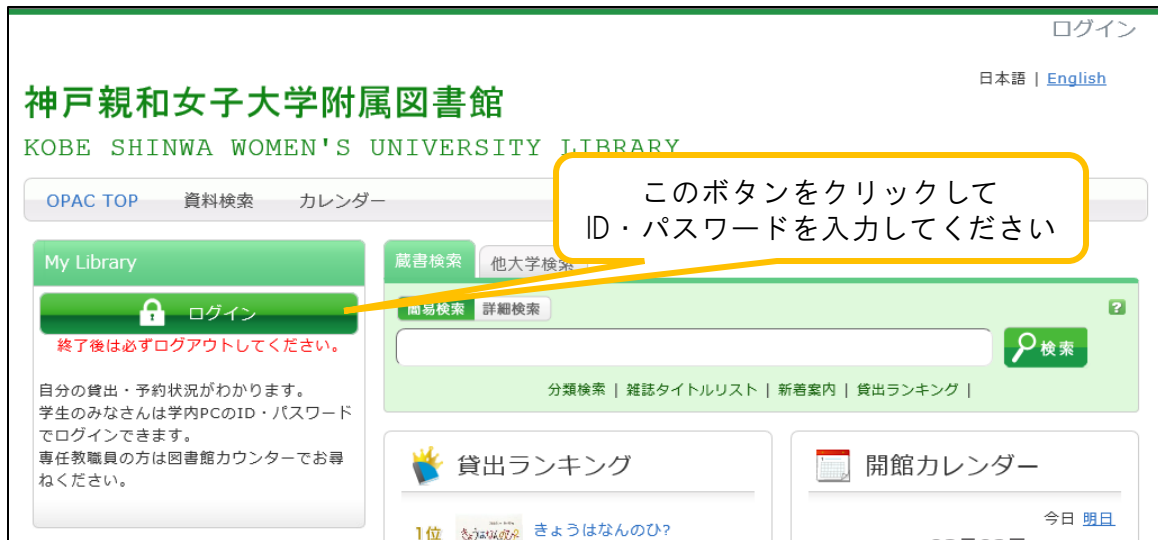 ログイン
日本語 | English
神戸親和女子大学附属図書館
KOBE SHINWA WOMEN'S UNIVERSITY LIBRARY
OPAC TOP 資料検索 カレンダー
このボタンをクリックして
ID・パスワードを入力してください
My Library
ログイン
終了後は必ずログアウトしてください。
自分の貸出・予約状況がわかります。
学生のみなさんは学内PCのID・パスワード
でログインできます。
専任教職員の方は図書館カウンターでお尋
ねください。
蔵書検索 他大学検索
簡易検索 詳細検索
検索
分類検索 | 雑誌タイトルリスト | 新着案内 | 貸出ランキング |
貸出ランキング
1位 きょうはなんのひ?
開館カレンダー
今日 明日